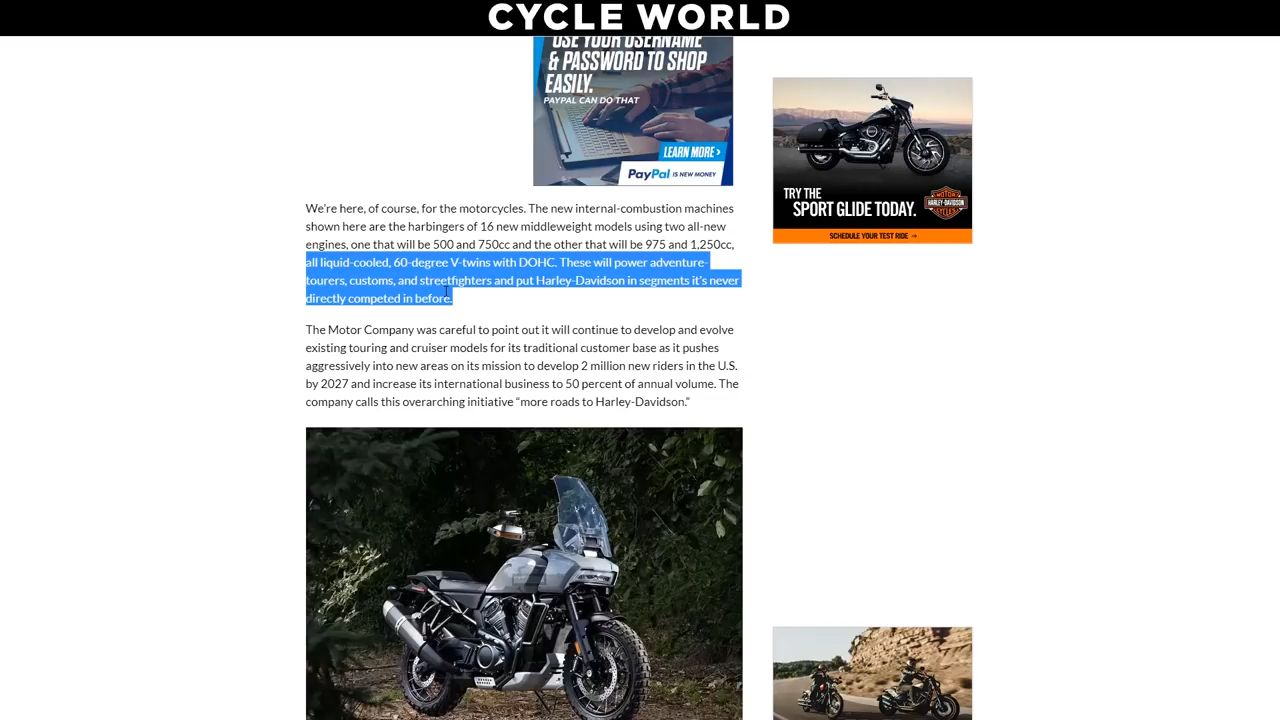 CYCLE WORLD
USE YOUR USERNAME
& PASSWORD TO SHOP
EASILY.
PAYPAL CAN DO THAT
LEARN MORE >
PayPal IS NEW MONEY
TRY THE
SPORT GLIDE TODAY.
MOTOR
HARLEY-DAVIDSON
SCHEDULE YOUR TEST RIDE →
We're here, of course, for the motorcycles. The new internal-combustion machines
shown here are the harbingers of 16 new middleweight models using two all-new
engines, one that will be 500 and 750cc and the other that will be 975 and 1,250cc,
all liquid-cooled, 60-degree V-twins with DOHC. These will power adventure-
tourers, customs, and streetfighters and put Harley-Davidson in segments it's never
directly competed in before.
The Motor Company was careful to point out it will continue to develop and evolve
existing touring and cruiser models for its traditional customer base as it pushes
aggressively into new areas on its mission to develop 2 million new riders in the U.S.
by 2027 and increase its international business to 50 percent of annual volume. The
company calls this overarching initiative “more roads to Harley-Davidson.”